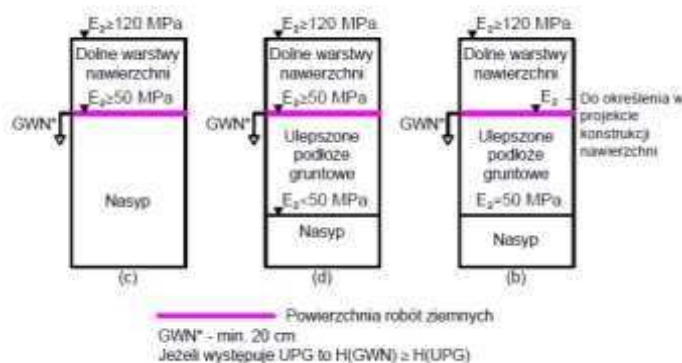 E₂≥120 MPa
Dolne warstwy
nawierzchni
E₂≥50 MPa
GWN*
Nasyp
(c)
E₂≥120 MPa
Dolne warstwy
nawierzchni
E₂≥50 MPa
GWN*
Ulepszone
podłoże
gruntowe
E₂<50 MPa
Nasyp
(d)
E₂≥120 MPa
Dolne warstwy
nawierzchni
E₂
Do określenia w
projekcie
konstrukcji
nawierzchni
GWN*
Ulepszone
podłoże
gruntowe
E₂=50 MPa
Nasyp
(b)
Powierzchnia robót ziemnych
GWN* - min. 20 cm
Jeżeli występuje UPG to H(GWN) ≥ H(UPG)